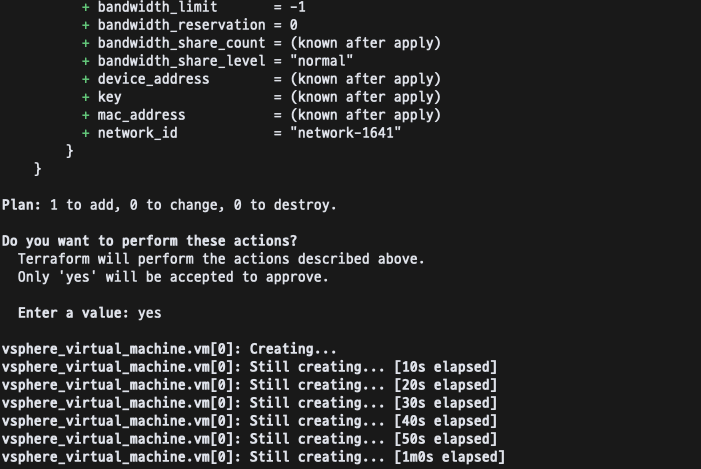 + bandwidth_limit       = -1
+ bandwidth_reservation = 0
+ bandwidth_share_count = (known after apply)
+ bandwidth_share_level = "normal"
+ device_address        = (known after apply)
+ key                   = (known after apply)
+ mac_address           = (known after apply)
+ network_id            = "network-1641"
}
}
Plan: 1 to add, 0 to change, 0 to destroy.
Do you want to perform these actions?
Terraform will perform the actions described above.
Only 'yes' will be accepted to approve.
Enter a value: yes
vsphere_virtual_machine.vm[0]: Creating...
vsphere_virtual_machine.vm[0]: Still creating... [10s elapsed]
vsphere_virtual_machine.vm[0]: Still creating... [20s elapsed]
vsphere_virtual_machine.vm[0]: Still creating... [30s elapsed]
vsphere_virtual_machine.vm[0]: Still creating... [40s elapsed]
vsphere_virtual_machine.vm[0]: Still creating... [50s elapsed]
vsphere_virtual_machine.vm[0]: Still creating... [1m0s elapsed]